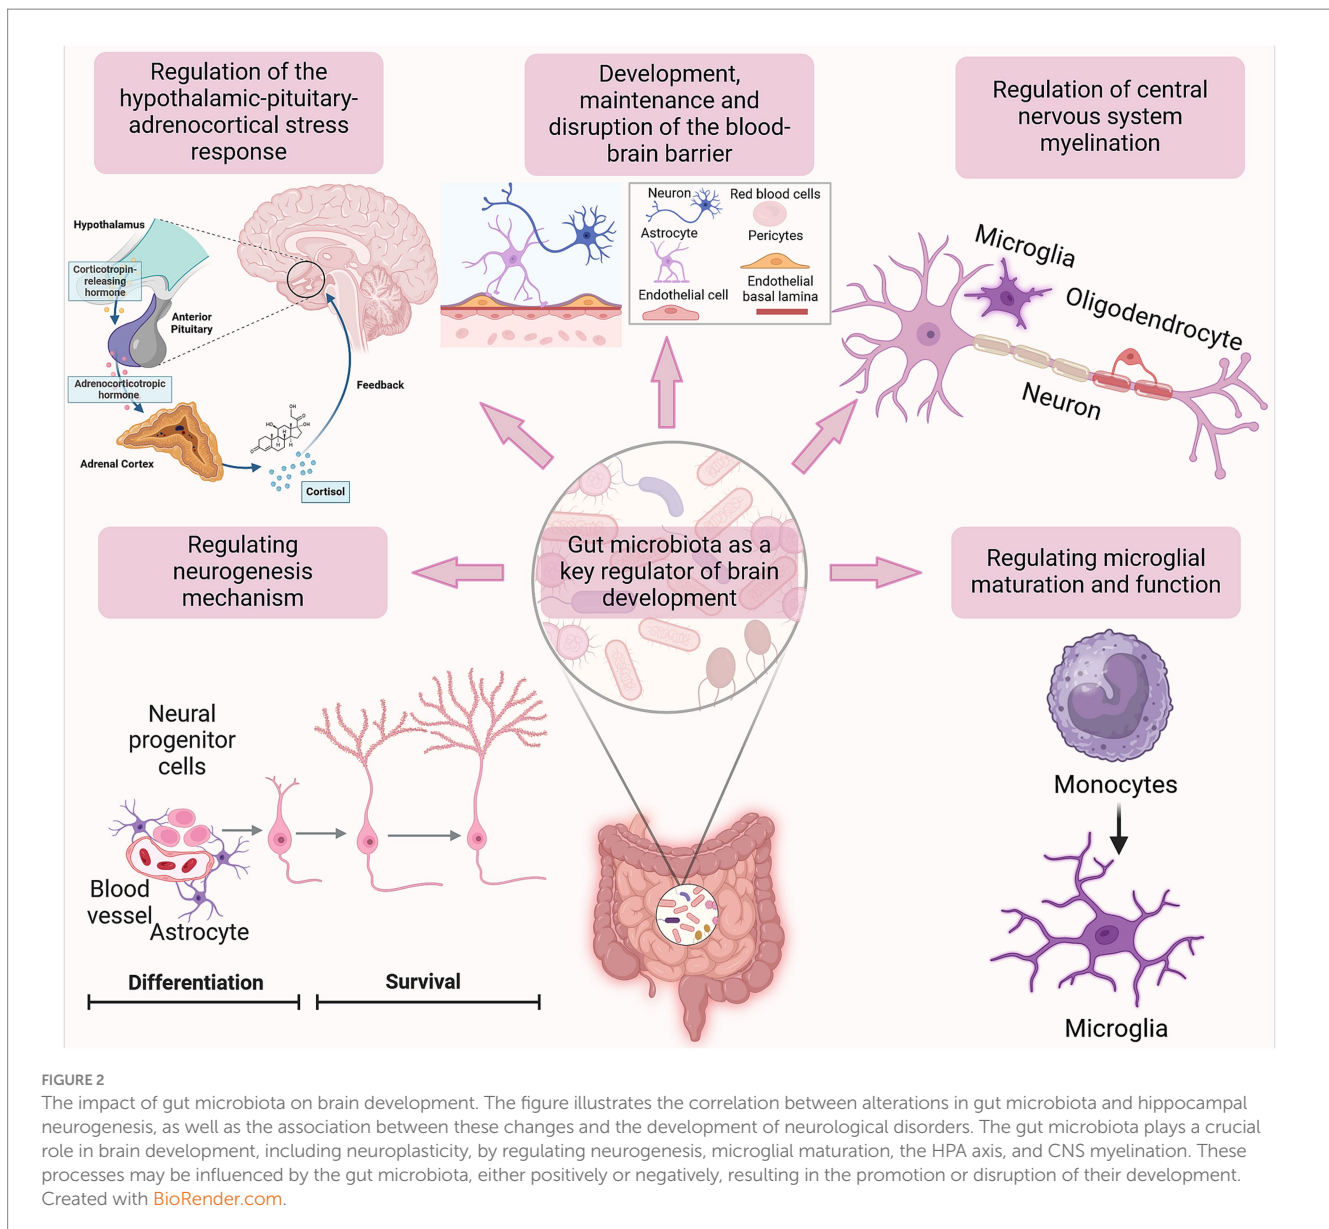 Regulation of the
hypothalamic-pituitary-
adrenocortical stress
response
Development,
maintenance and
disruption of the blood-
brain barrier
Regulation of central
nervous system
myelination
Hypothalamus
Corticotropin-
releasing
hormone
Anterior
Pituitary
Adrenocorticotropic
hormone
Adrenal Cortex
Feedback
OH
HO
O
OH
H
H
H
O
Cortisol
Neuron
Red blood cells
Astrocyte
Pericytes
Endothelial cell
Endothelial
basal lamina
Microglia
Oligodendrocyte
Neuron
Regulating
neurogenesis
mechanism
Gut microbiota as a
key regulator of brain
development
Regulating microglial
maturation and function
Neural
progenitor
cells
Blood
vessel
Astrocyte
Differentiation
Survival
Monocytes
Microglia
FIGURE 2
The impact of gut microbiota on brain development. The figure illustrates the correlation between alterations in gut microbiota and hippocampal
neurogenesis, as well as the association between these changes and the development of neurological disorders. The gut microbiota plays a crucial
role in brain development, including neuroplasticity, by regulating neurogenesis, microglial maturation, the HPA axis, and CNS myelination. These
processes may be influenced by the gut microbiota, either positively or negatively, resulting in the promotion or disruption of their development.
Created with BioRender.com.